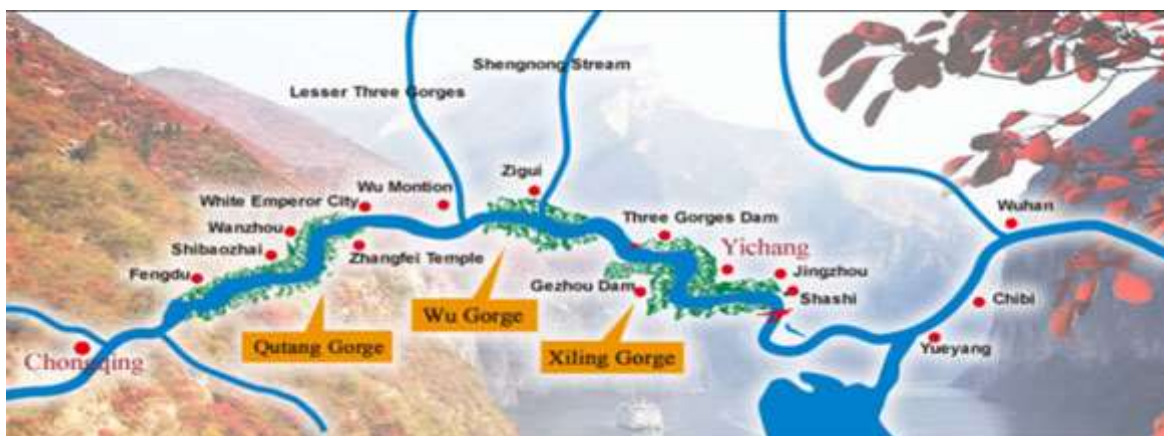 Shengnong Stream
Lesser Three Gorges
Zigui
Wu Montion
White Emperor City
Wanzhou
Shibaozhai
Fengdu
Zhangfei Temple
Three Gorges Dam
Yichang
Wuhan
Jingzhou
Gezhou Dam
Shashi
Chibi
Wu Gorge
Qutang Gorge
Xiling Gorge
Yueyang
Chongqing